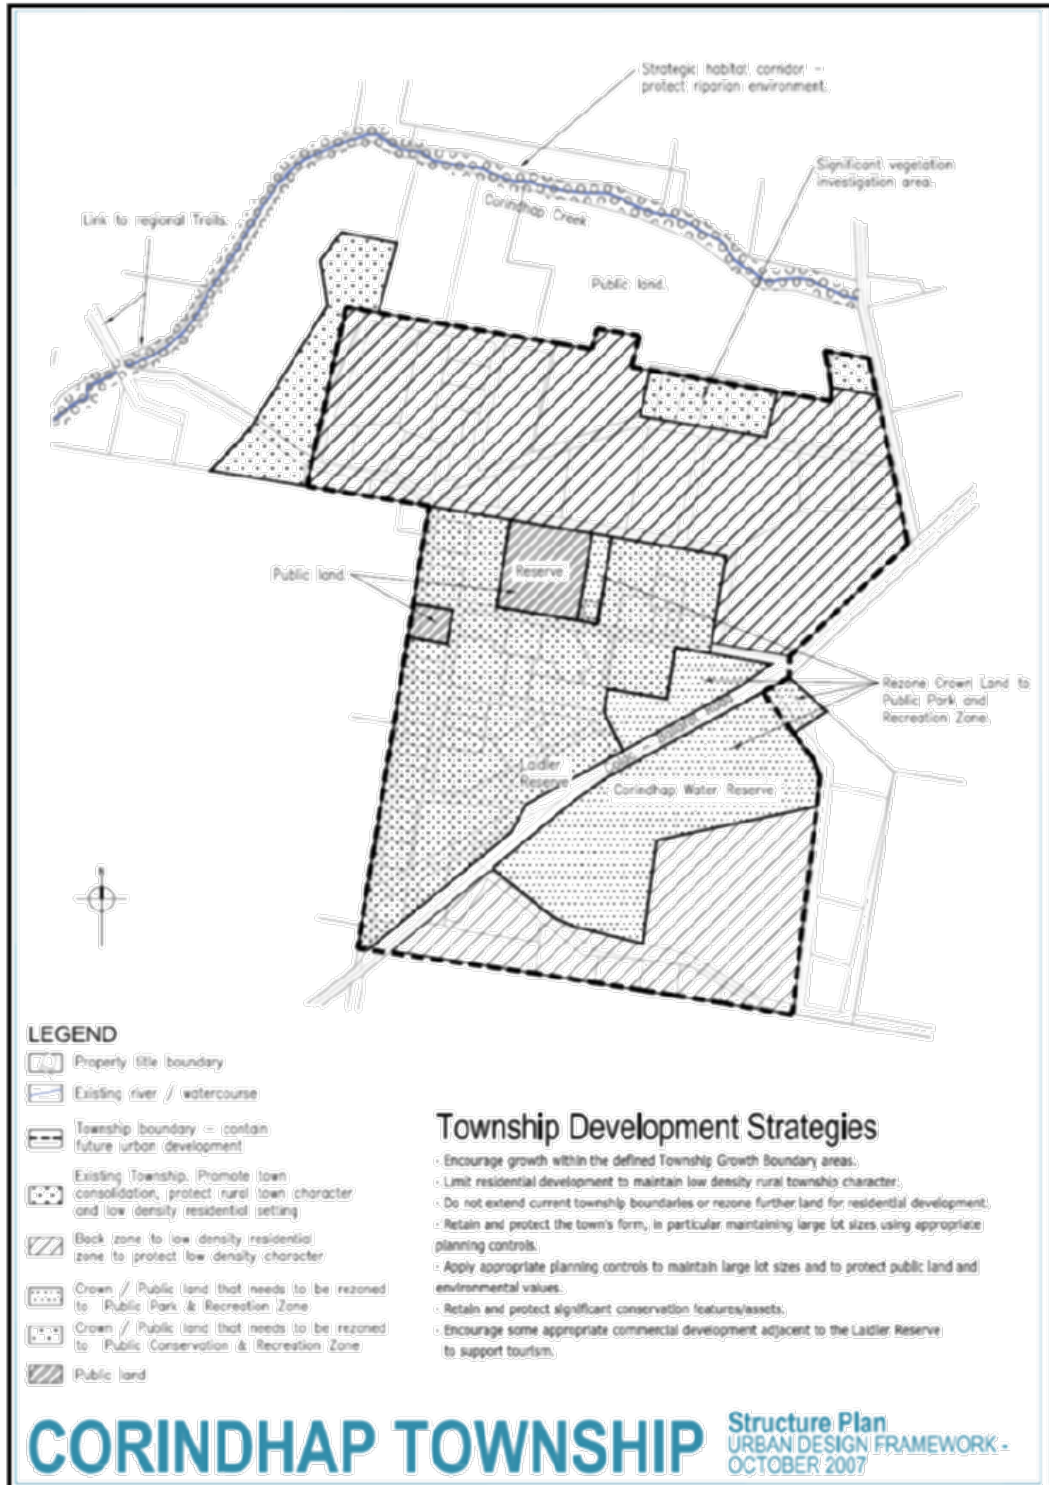 Strategic habitat corridor –
protect riparian environment.
Significant vegetation
investigation area.
Link to regional Trails.
Corindhap Creek
Public land.
Public land
Reserve
Rezone Crown Land to
Public Park and
Recreation Zone.
Laidler
Reserve
Corindhap Water Reserve
N
LEGEND
Property title boundary
Existing river / watercourse
Township boundary – contain
future urban development
Existing Township. Promote town
consolidation, protect rural town character
and low density residential setting
Back zone to low density residential
zone to protect low density character
Crown / Public land that needs to be rezoned
to Public Park & Recreation Zone
Crown / Public land that needs to be rezoned
to Public Conservation & Recreation Zone
Public land
Township Development Strategies
· Encourage growth within the defined Township Growth Boundary areas.
· Limit residential development to maintain low density rural township character.
· Do not extend current township boundaries or rezone further land for residential development.
· Retain and protect the town's form, in particular maintaining large lot sizes using appropriate
planning controls.
· Apply appropriate planning controls to maintain large lot sizes and to protect public land and
environmental values.
· Retain and protect significant conservation features/assets.
· Encourage some appropriate commercial development adjacent to the Laidler Reserve
to support tourism.
CORINDHAP TOWNSHIP
Structure Plan
URBAN DESIGN FRAMEWORK -
OCTOBER 2007